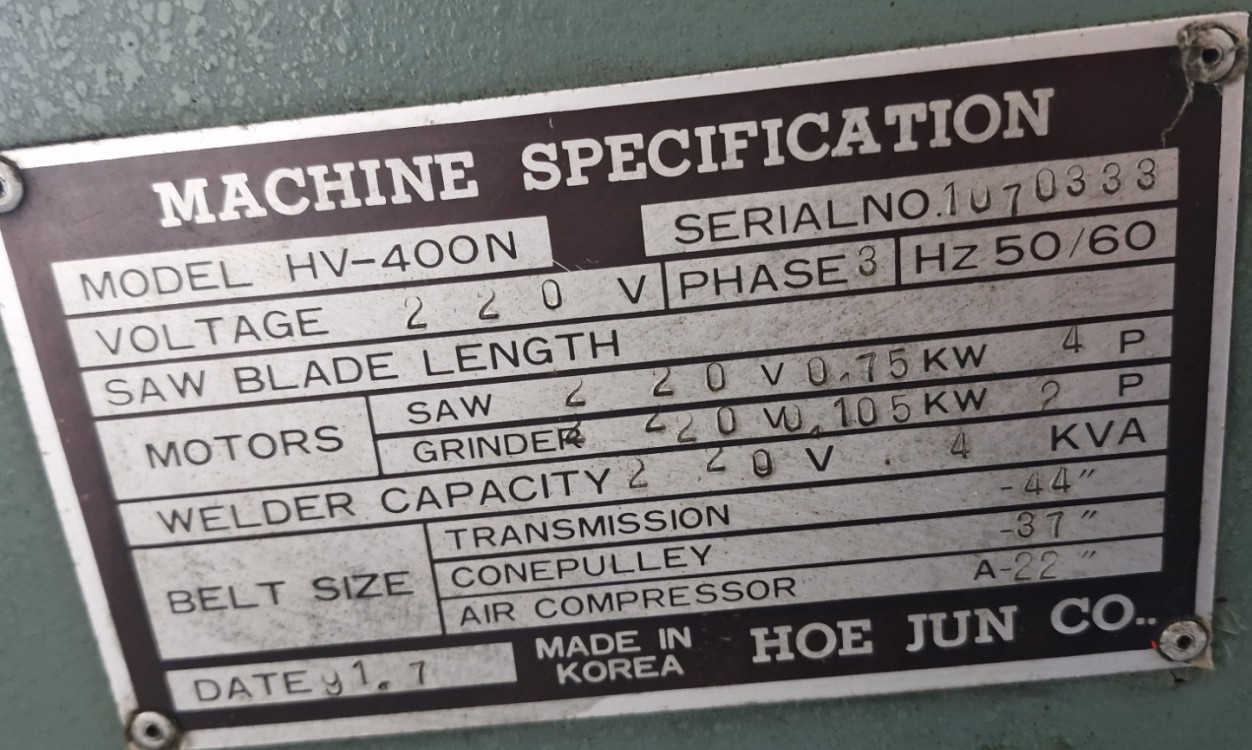 MACHINE SPECIFICATION
MODEL HV-400N SERIAL NO. 1070333
VOLTAGE 220 V PHASE 3 Hz 50/60
SAW BLADE LENGTH
MOTORS
SAW 220 V 0.75 KW 4 P
GRINDER 220 V 0.105 KW 2 P
WELDER CAPACITY 220 V . 4 KVA
BELT SIZE
TRANSMISSION -44"
CONEPULLEY -37"
AIR COMPRESSOR A-22"
DATE 91.7
MADE IN
KOREA
HOE JUN CO..